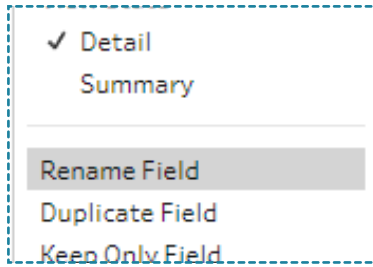 Detail
Summary
Rename Field
Duplicate Field
Keep Only Field